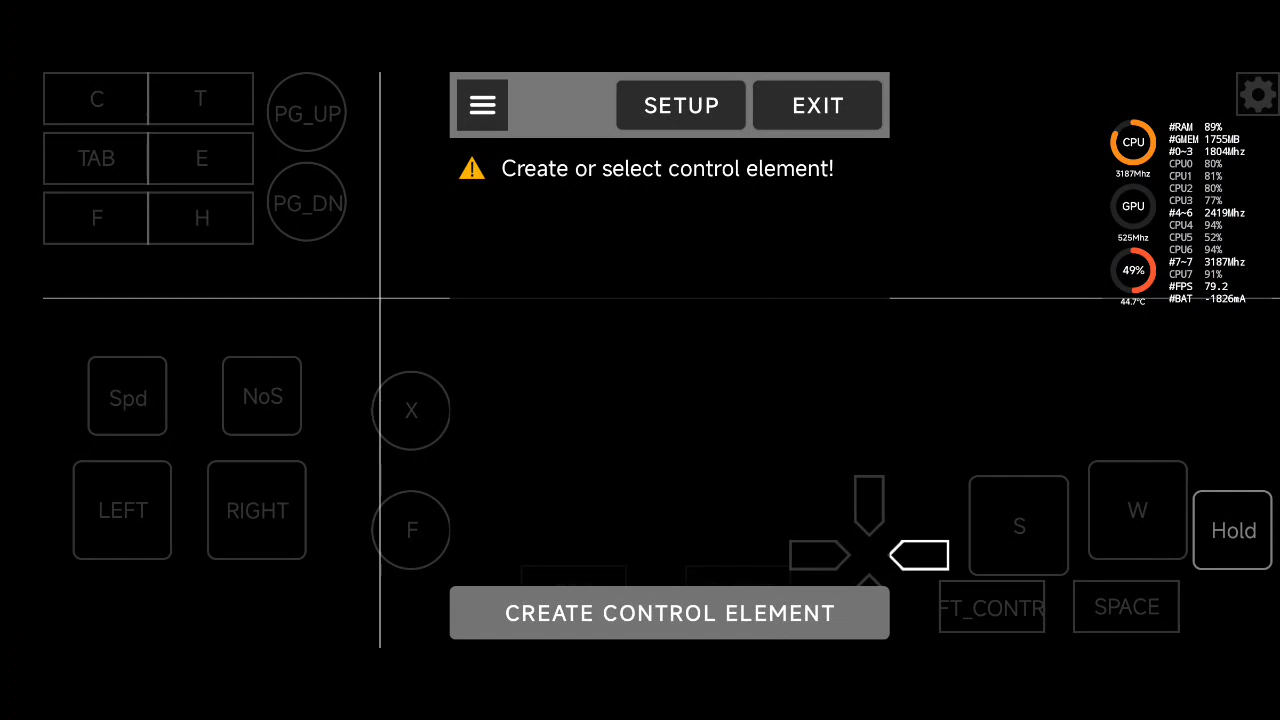 C T
TAB E
F H
PG_UP
PG_DN
SETUP EXIT
Create or select control element!
CPU
3187Mhz
GPU
525Mhz
49%
44.7°C
#RAM 89%
#GMEM 1755MB
#0~3 1804Mhz
CPU0 80%
CPU1 81%
CPU2 80%
CPU3 77%
#4~6 2419Mhz
CPU4 94%
CPU5 52%
CPU6 94%
#7~7 3187Mhz
CPU7 91%
#FPS 79.2
#BAT -1826mA
Spd NoS
X
LEFT RIGHT
F
S
W
Hold
FT_CONTR
SPACE
CREATE CONTROL ELEMENT